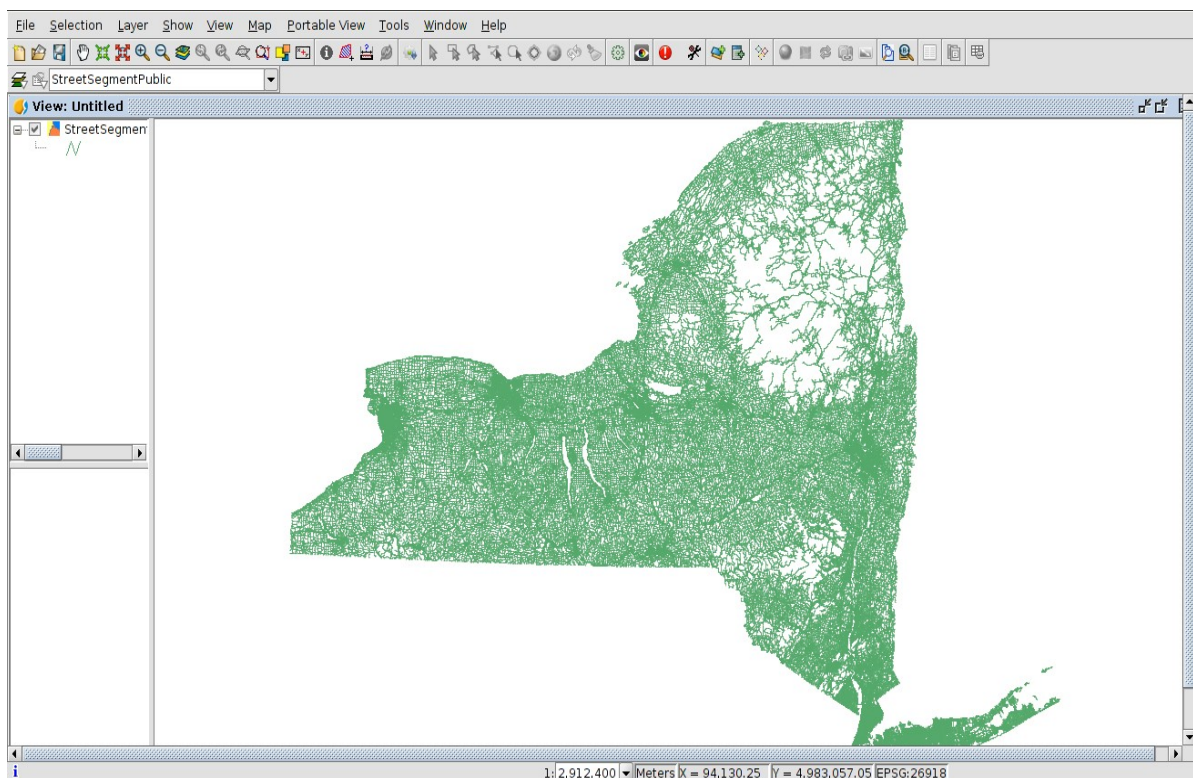 File Selection Layer Show View Map Portable View Tools Window Help
StreetSegmentPublic
View: Untitled
StreetSegmen
1: 2,912,400 Meters X = 94,130.25 Y = 4,983,057.05 EPSG:26918